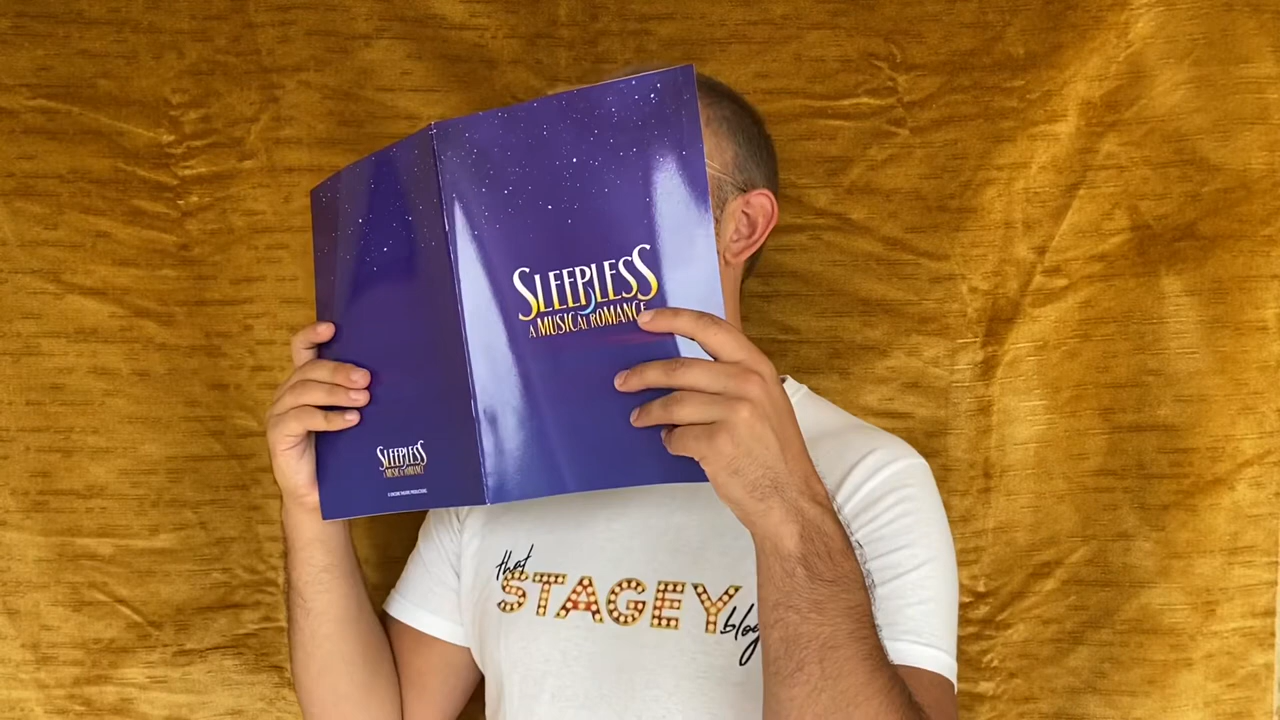 SLEEPLESS
A MUSICAL ROMANCE
SLEEPLESS
A MUSICAL ROMANCE
that
STAGEY
blog